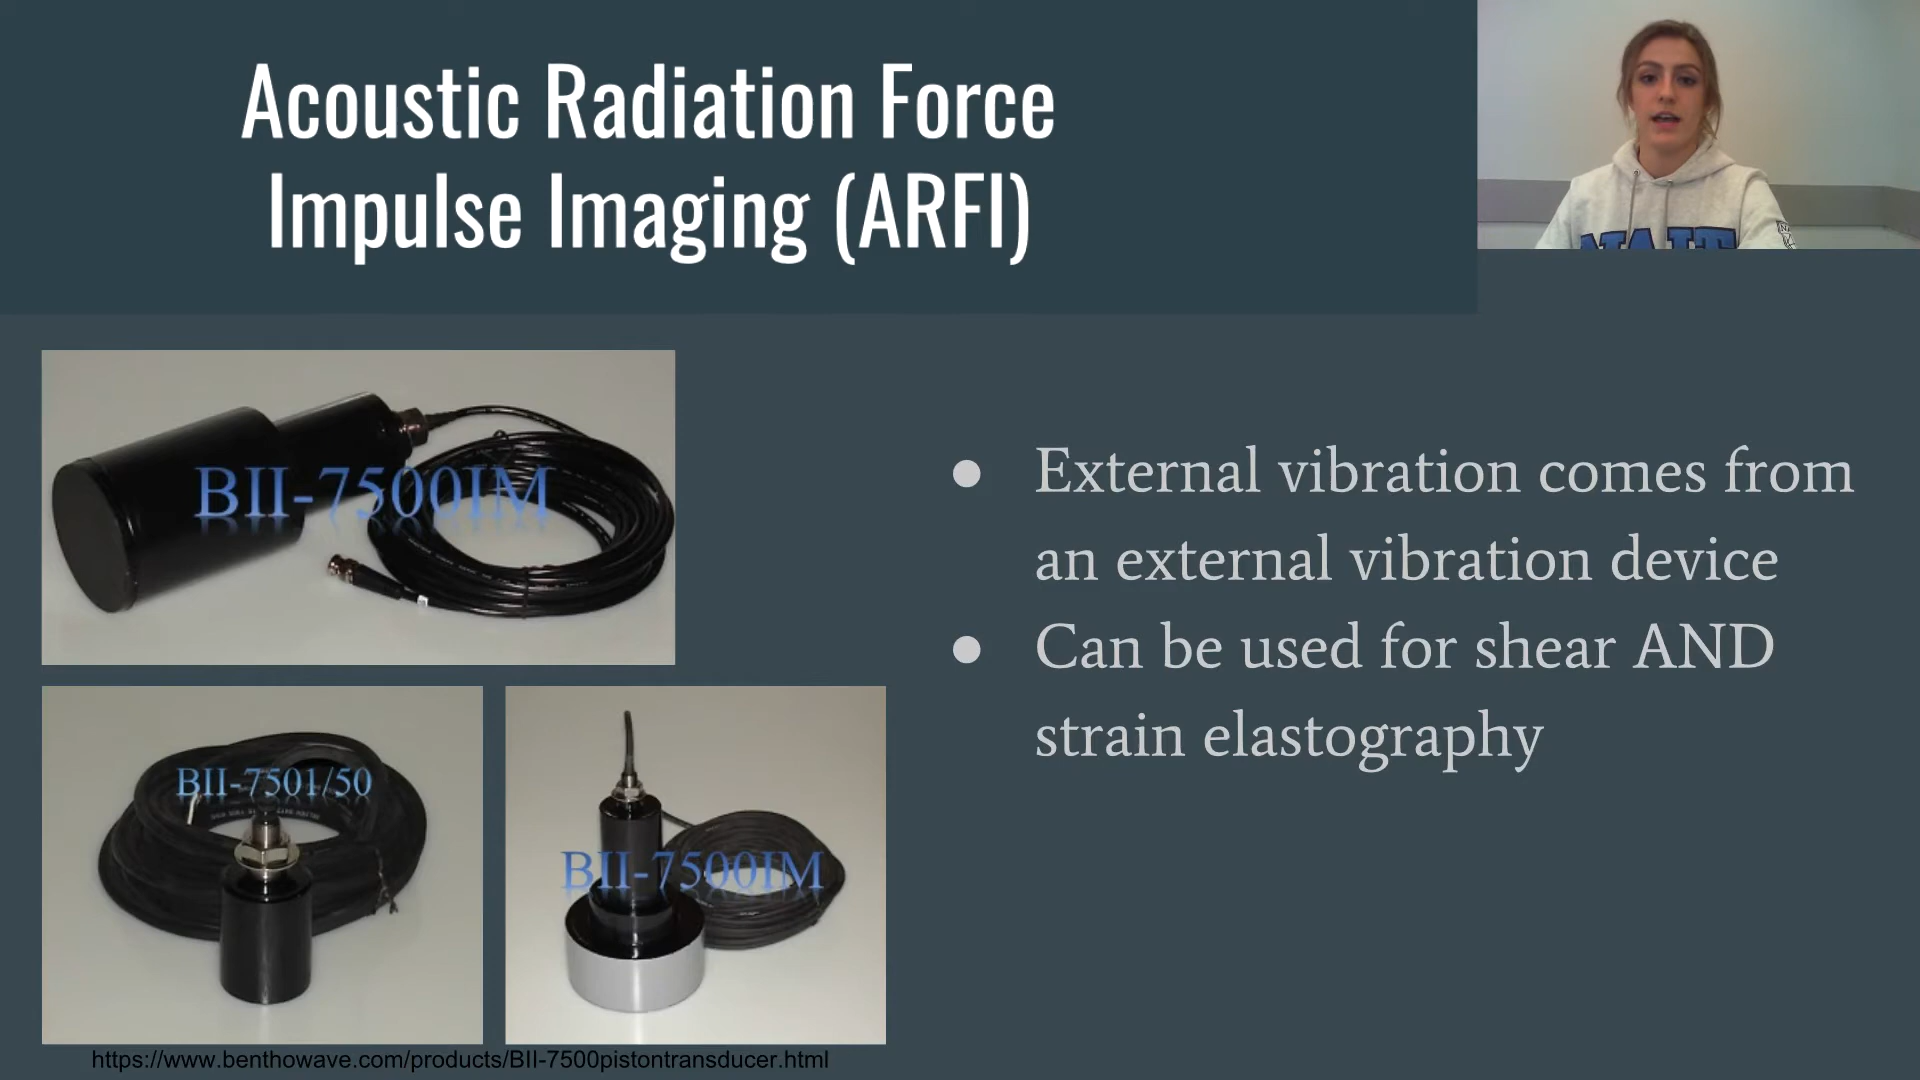 Acoustic Radiation Force
Impulse Imaging (ARFI)
NAIT
BII-7500IM
● External vibration comes from
an external vibration device
● Can be used for shear AND
strain elastography
BII-7501/50
BII-7500IM
https://www.benthowave.com/products/BII-7500pistontransducer.html